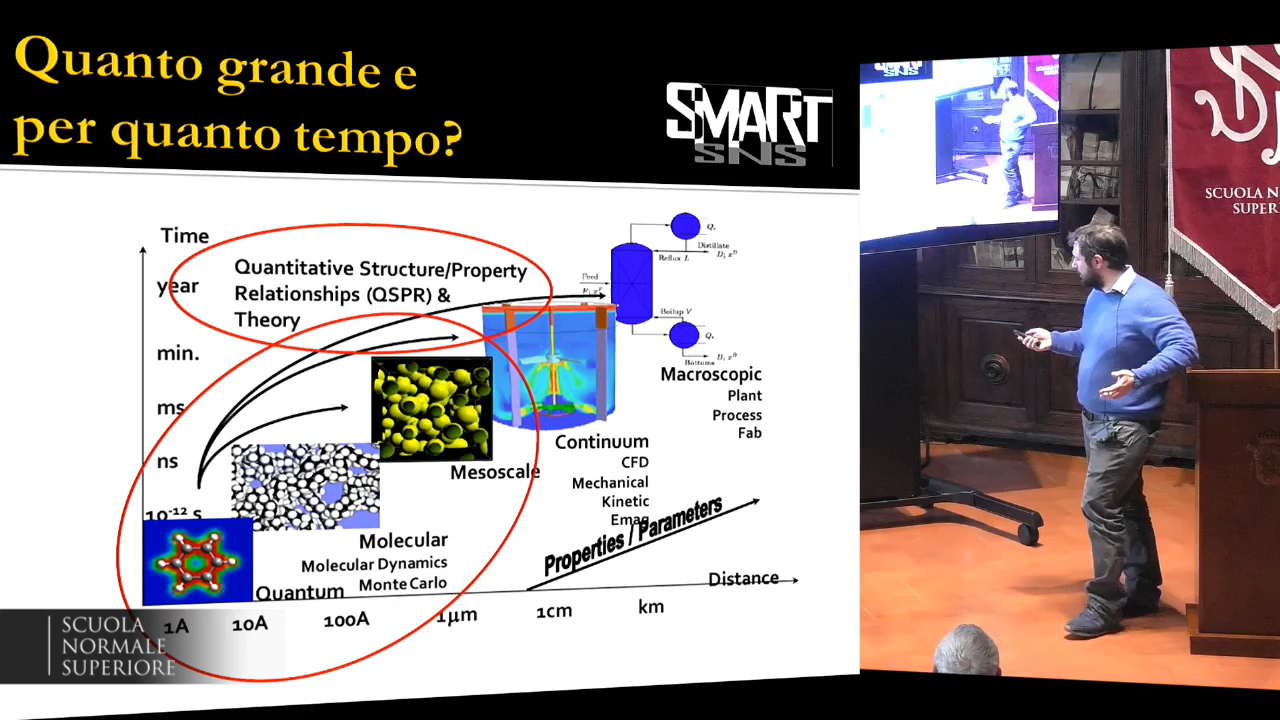 Quanto grande e
per quanto tempo?
SMART
SNS
Time
year
min.
ms
ns
10⁻¹² s
Quantitative Structure/Property
Relationships (QSPR) &
Theory
Feed
Distillate
Reflux L
Boilup V
Bottoms
Macroscopic
Plant
Process
Fab
Continuum
CFD
Mechanical
Kinetic
Emag
Mesoscale
Molecular
Molecular Dynamics
Monte Carlo
Quantum
Properties / Parameters
Distance
1A
10A
100A
1µm
1cm
km
SCUOLA
NORMALE
SUPERIORE
SNS
SCUOLA N
SUPER